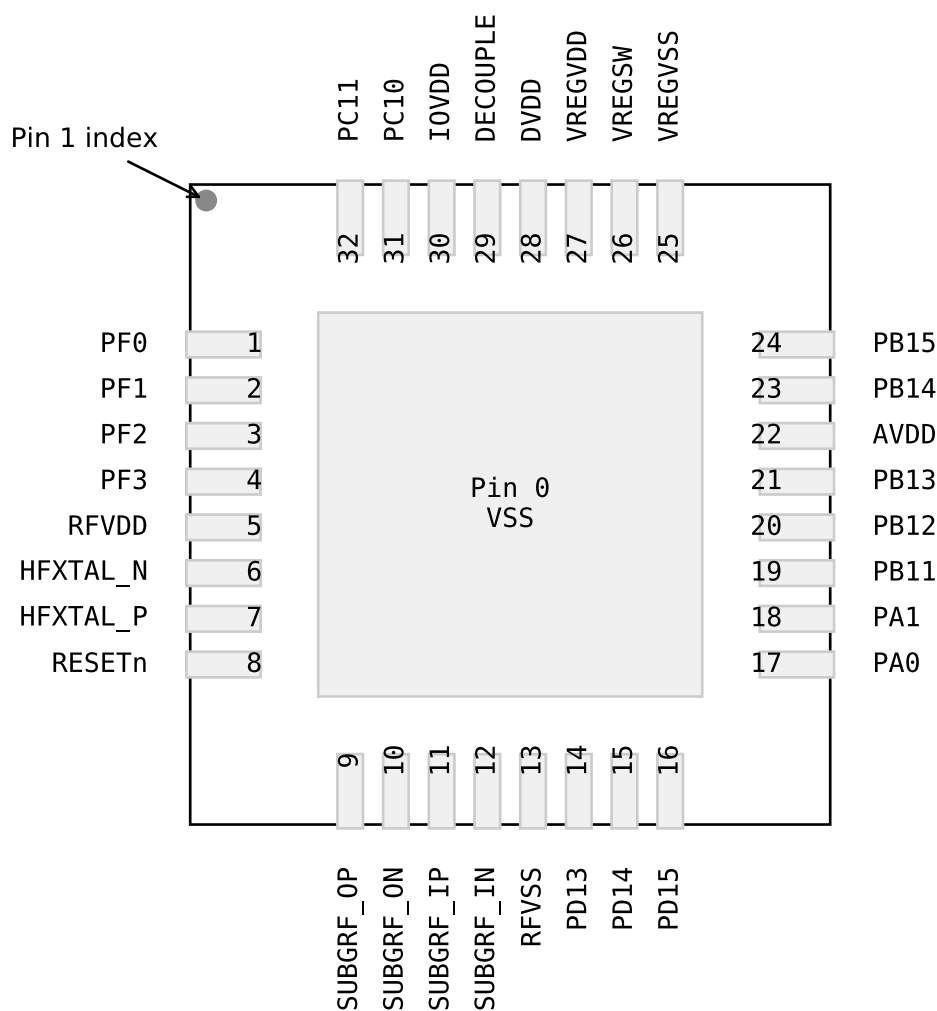 PC11
PC10
IOVDD
DECOUPLE
DVDD
VREGVDD
VREGSW
VREGVSS
Pin 1 index
32
31
30
29
28
27
26
25
PF0 1
24 PB15
PF1 2
23 PB14
PF2 3
22 AVDD
PF3 4
21 PB13
RFVDD 5
20 PB12
HFXTAL_N 6
19 PB11
HFXTAL_P 7
18 PA1
RESETn 8
17 PA0
Pin 0
VSS
9
10
11
12
13
14
15
16
SUBGRF_OP
SUBGRF_ON
SUBGRF_IP
SUBGRF_IN
RFVSS
PD13
PD14
PD15